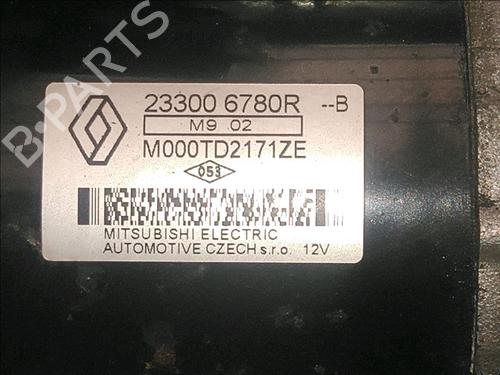 B-PARTS
23300 6780R --B
M9 02
M000TD2171ZE
053
MITSUBISHI ELECTRIC
AUTOMOTIVE CZECH s.r.o. 12V